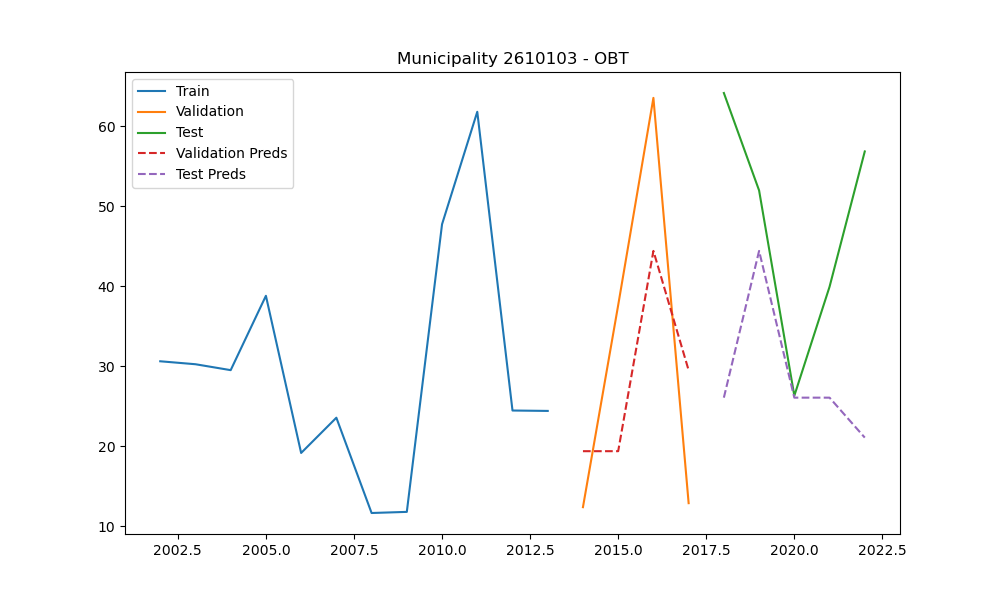 Municipality 2610103 - OBT
Train
Validation
Test
Validation Preds
Test Preds
60
50
40
30
20
10
2002.5 2005.0 2007.5 2010.0 2012.5 2015.0 2017.5 2020.0 2022.5